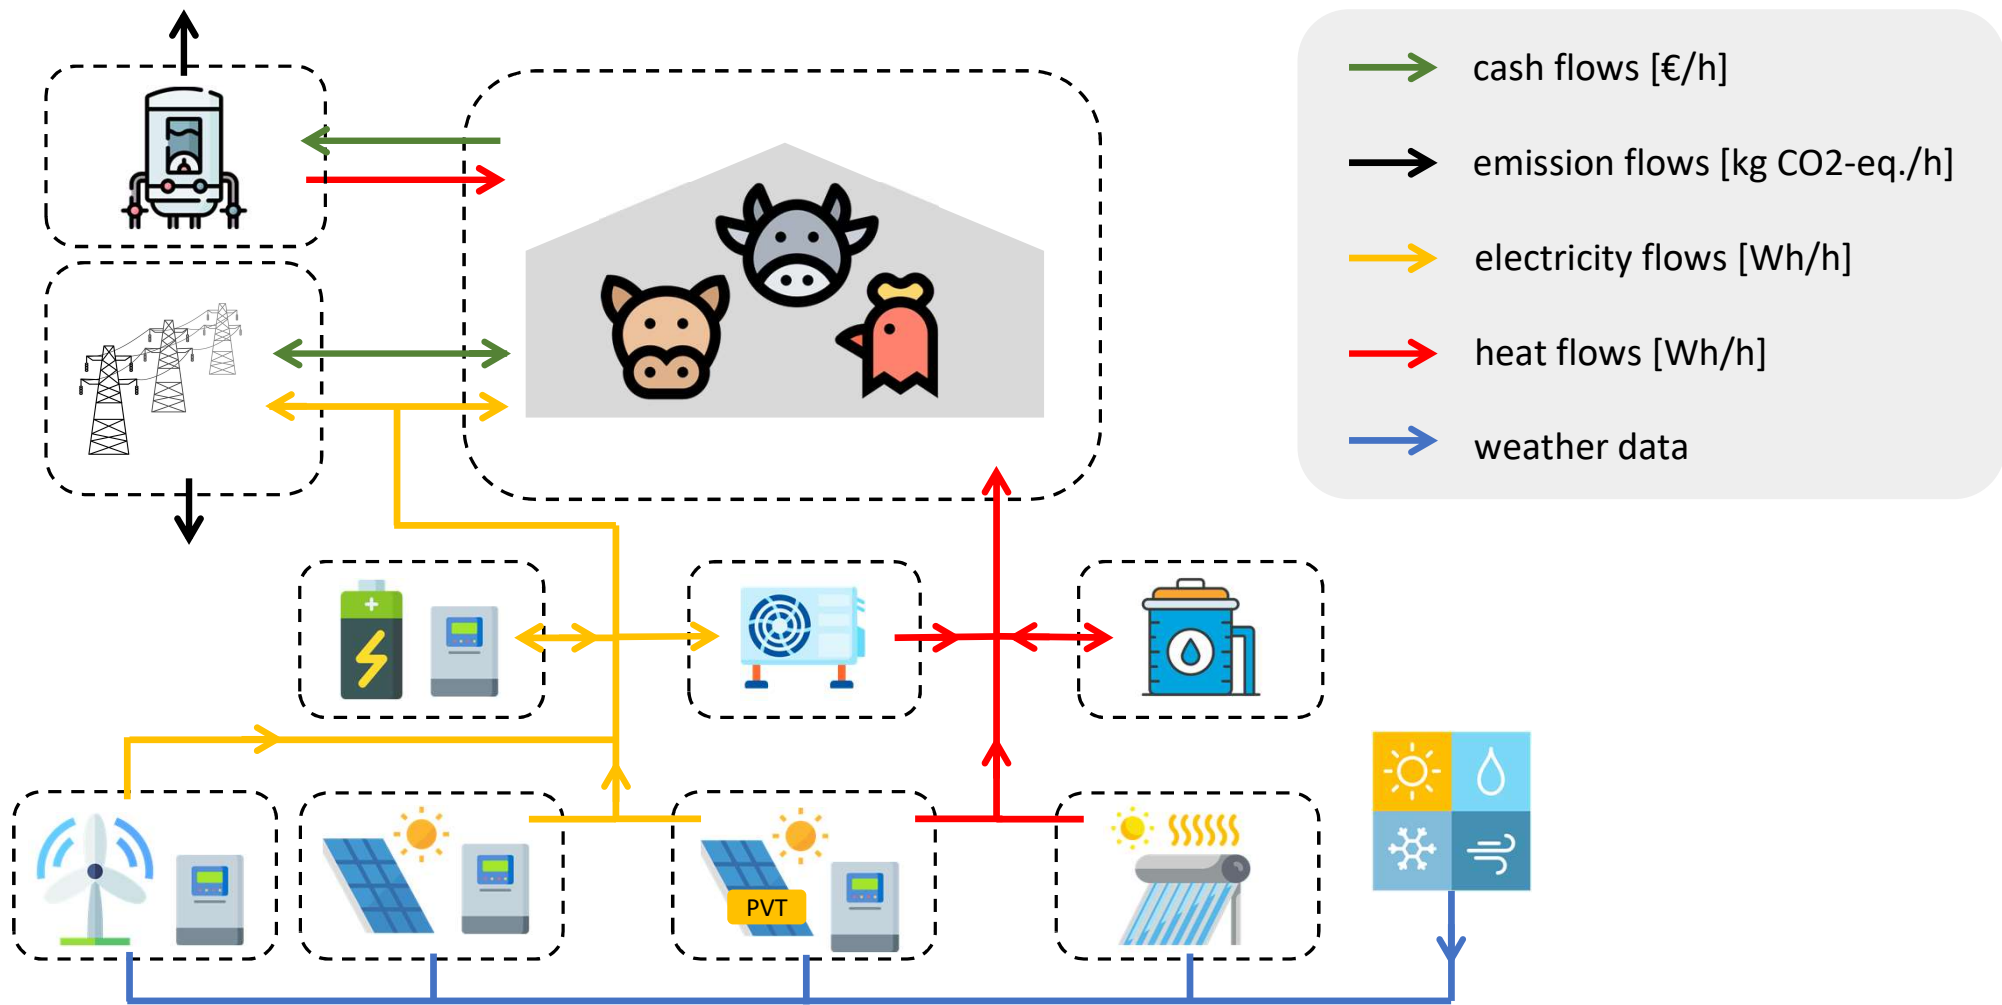 cash flows [€/h]
emission flows [kg CO2-eq./h]
electricity flows [Wh/h]
heat flows [Wh/h]
weather data
PVT